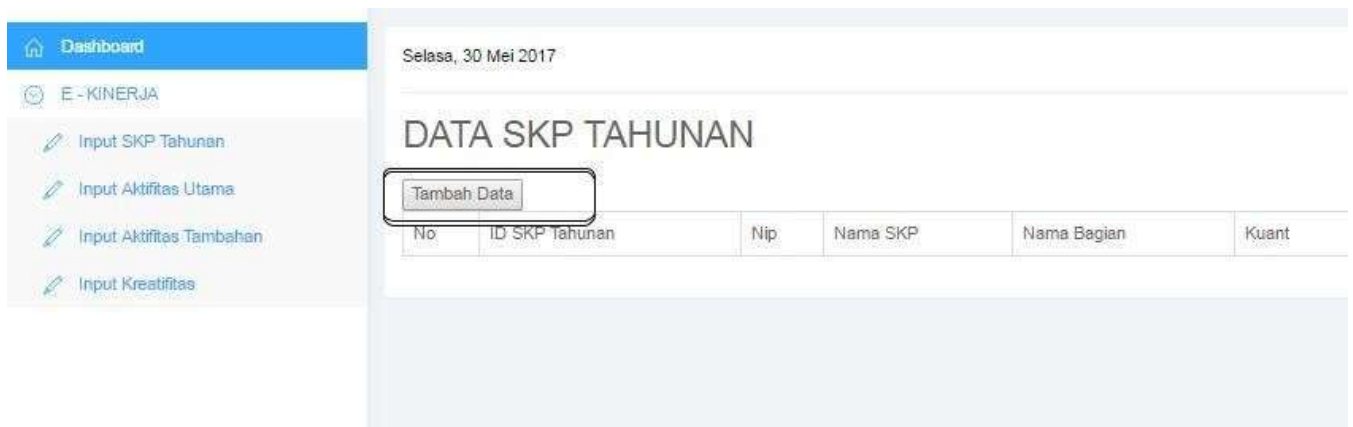 Dashboard
E - KINERJA
Input SKP Tahunan
Input Aktifitas Utama
Input Aktifitas Tambahan
Input Kreatifitas
Selasa, 30 Mei 2017
DATA SKP TAHUNAN
Tambah Data
No ID SKP Tahunan Nip Nama SKP Nama Bagian Kuant